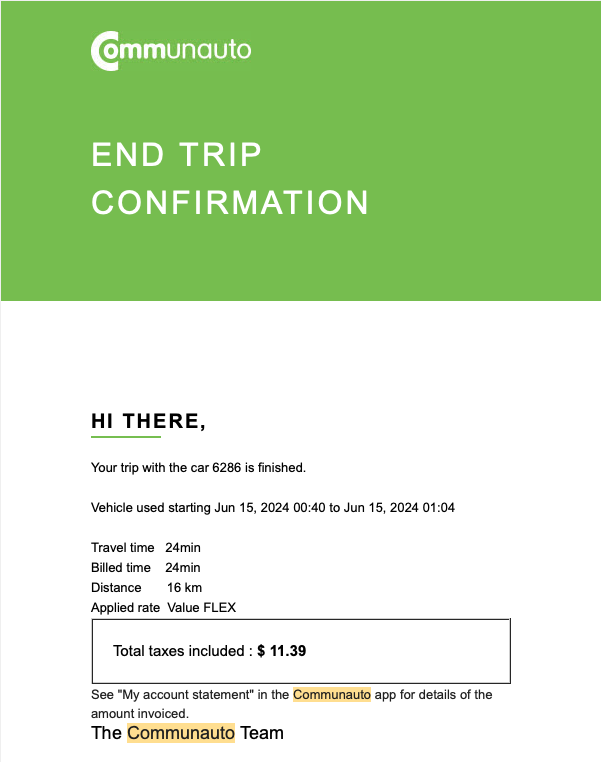 Communauto
END TRIP
CONFIRMATION
HI THERE,
Your trip with the car 6286 is finished.
Vehicle used starting Jun 15, 2024 00:40 to Jun 15, 2024 01:04
Travel time 24min
Billed time 24min
Distance 16 km
Applied rate Value FLEX
Total taxes included : $ 11.39
See "My account statement" in the Communauto app for details of the
amount invoiced.
The Communauto Team